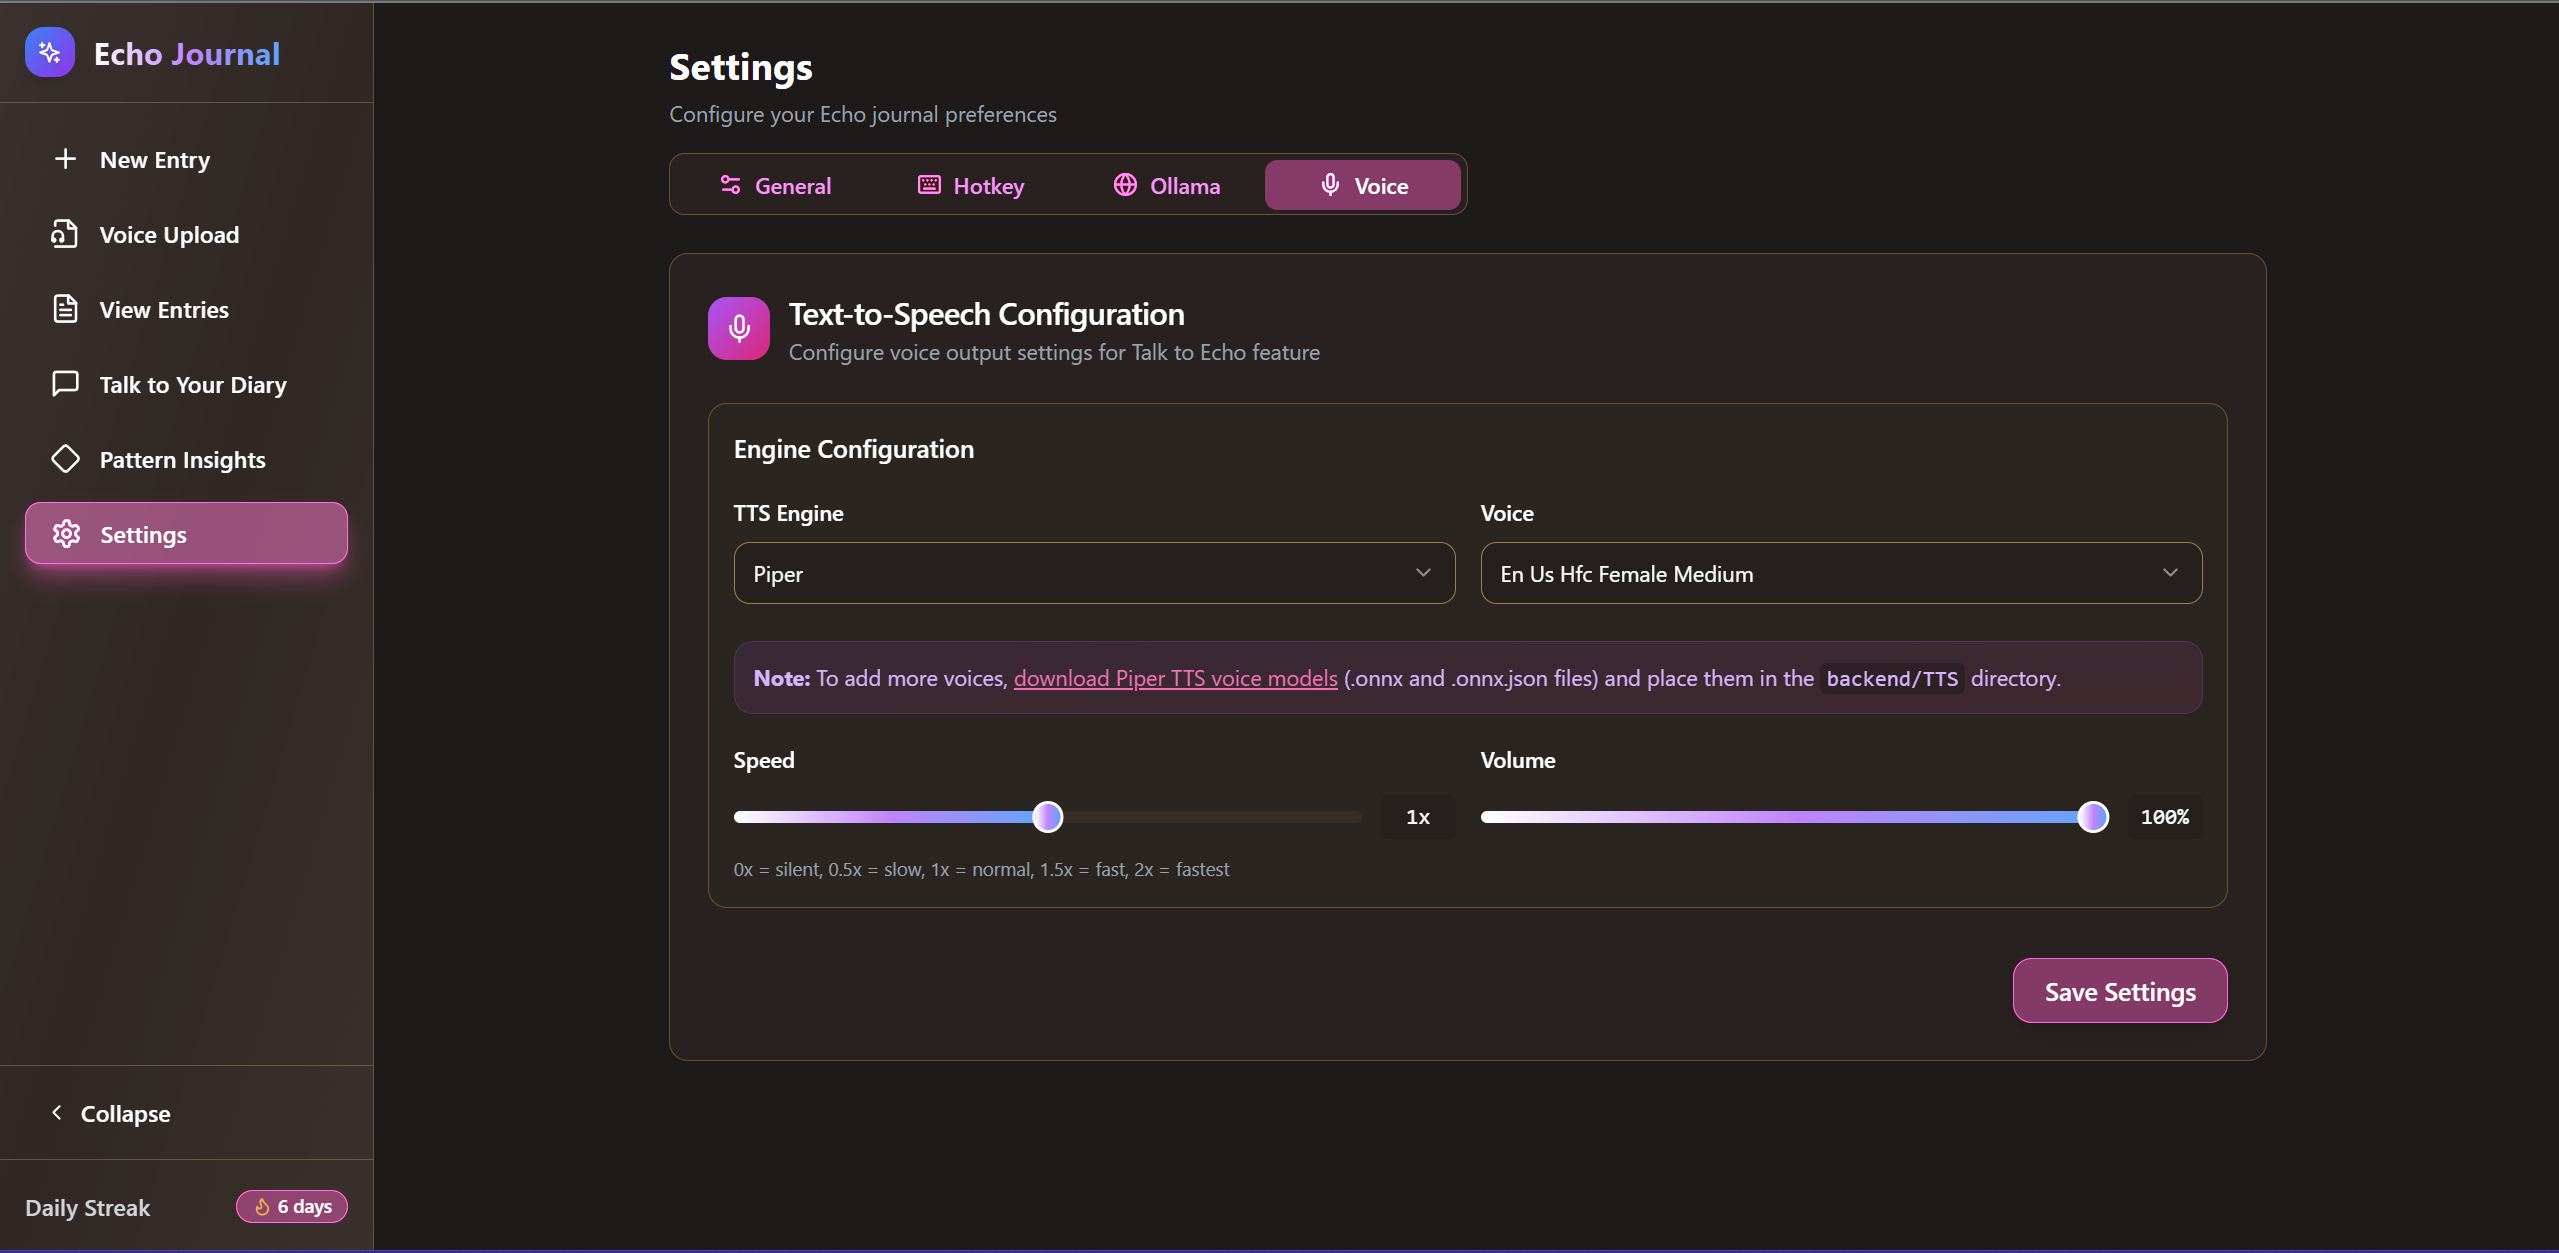 Echo Journal
New Entry
Voice Upload
View Entries
Talk to Your Diary
Pattern Insights
Settings
Collapse
Daily Streak
6 days
Settings
Configure your Echo journal preferences
General
Hotkey
Ollama
Voice
Text-to-Speech Configuration
Configure voice output settings for Talk to Echo feature
Engine Configuration
TTS Engine
Piper
Voice
En Us Hfc Female Medium
Note: To add more voices, download Piper TTS voice models (.onnx and .onnx.json files) and place them in the backend/TTS directory.
Speed
1x
0x = silent, 0.5x = slow, 1x = normal, 1.5x = fast, 2x = fastest
Volume
100%
Save Settings